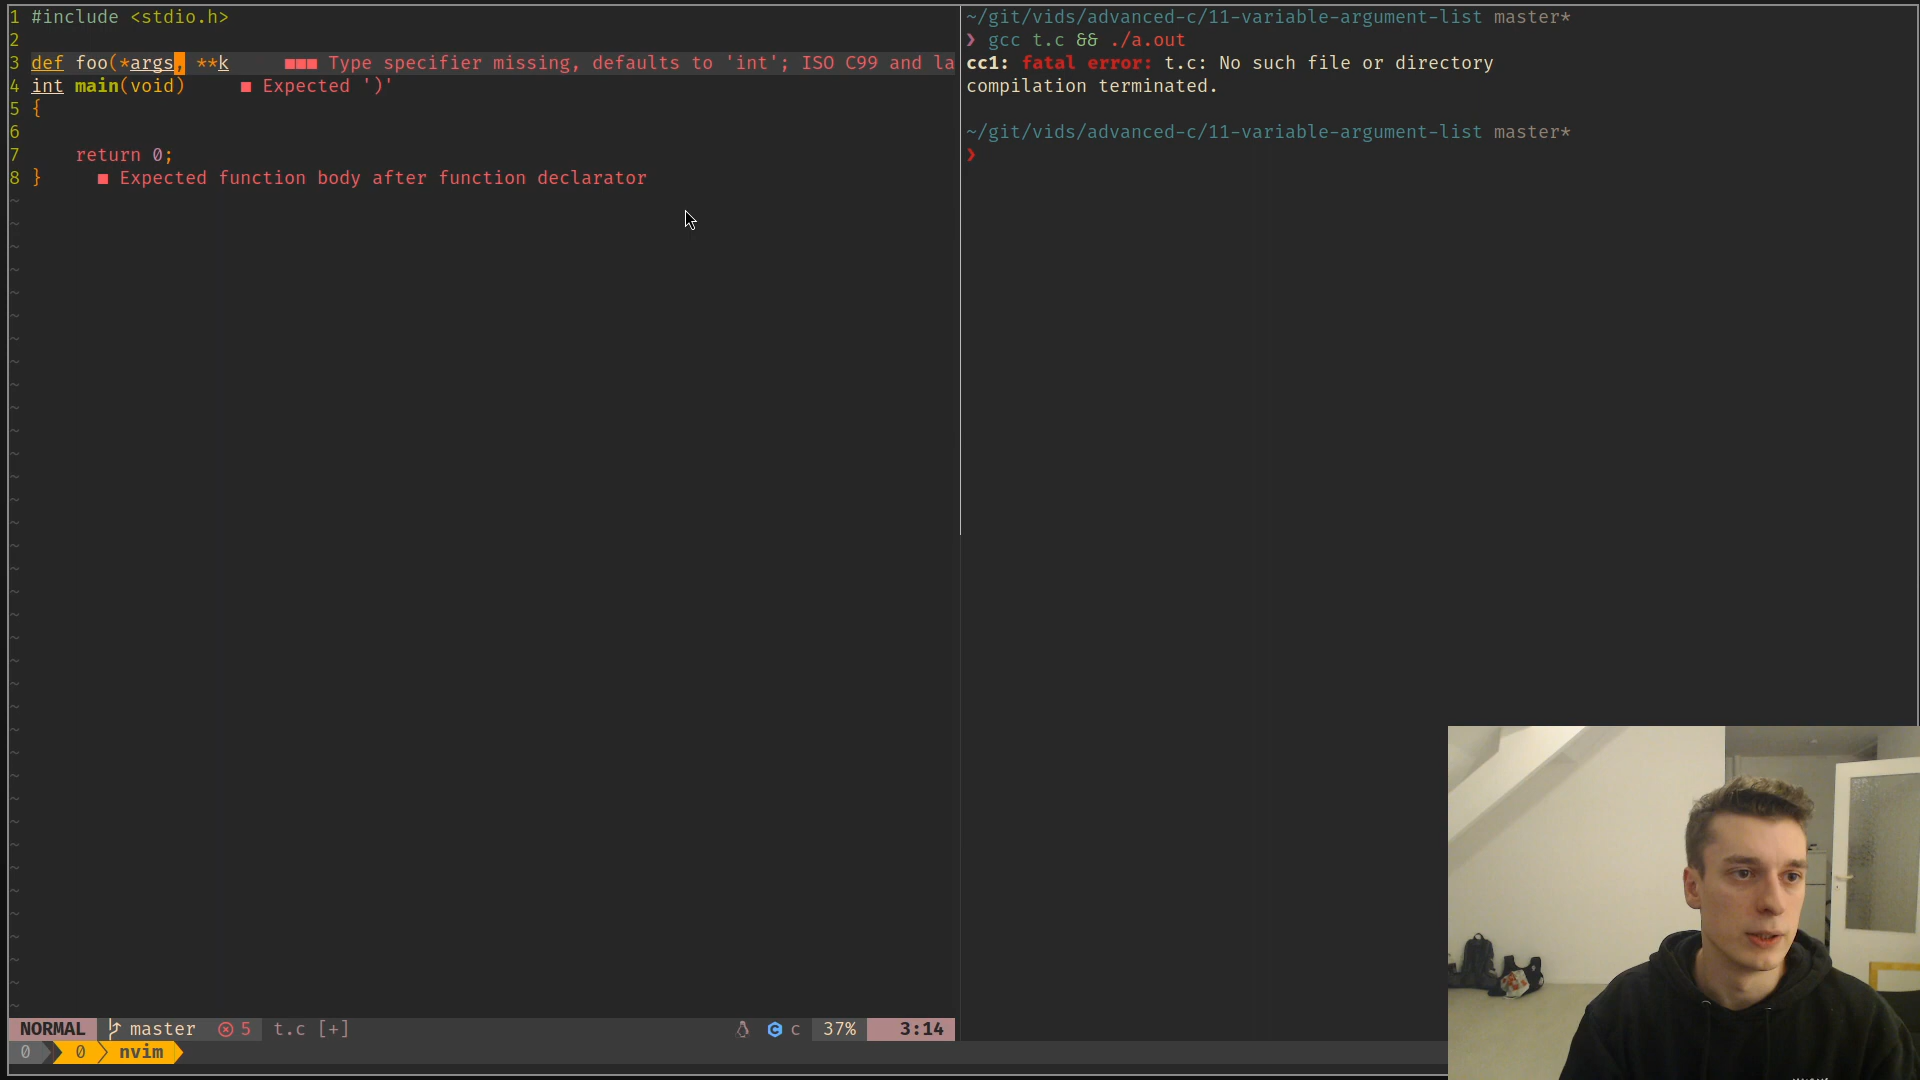 1 #include <stdio.h>
2
3 def foo(*args, **k ■■■ Type specifier missing, defaults to 'int'; ISO C99 and la
4 int main(void) ■ Expected ')'
5 {
6
7 return 0;
8 } ■ Expected function body after function declarator
NORMAL master 5 t.c [+] c 37% 3:14
0 0 nvim
~/git/vids/advanced-c/11-variable-argument-list master*
❯ gcc t.c && ./a.out
cc1: fatal error: t.c: No such file or directory
compilation terminated.
~/git/vids/advanced-c/11-variable-argument-list master*
❯